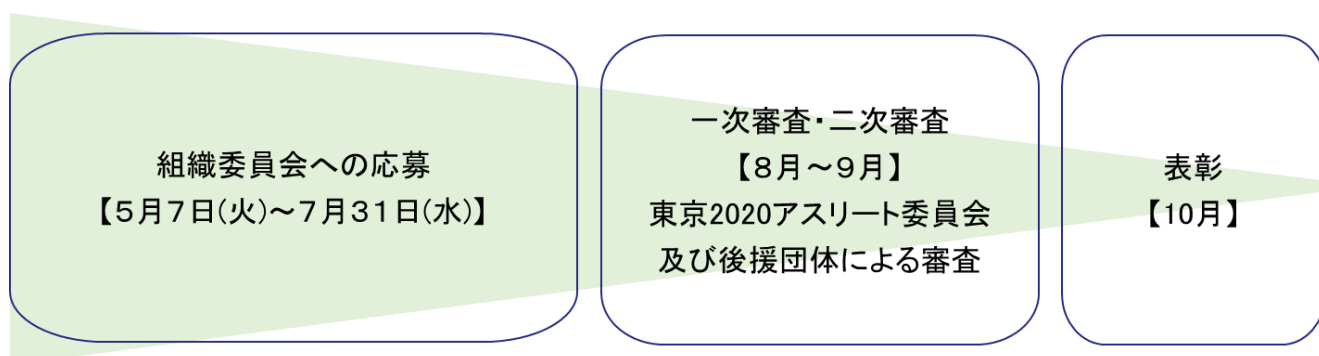 組織委員会への応募
【５月７日(火)～７月３１日(水)】
一次審査・二次審査
【８月～９月】
東京2020アスリート委員会
及び後援団体による審査
表彰
【10月】